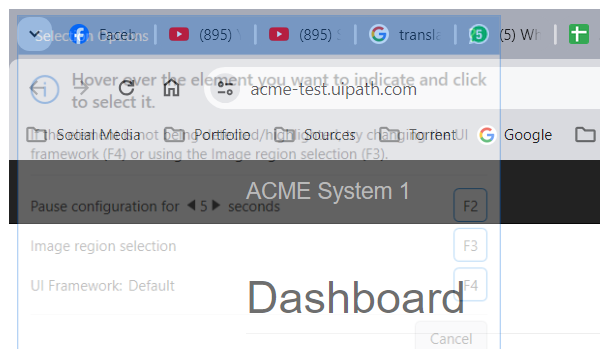 Selection Options
Faceb
(895)
(895)
transla
5
(5) Wh
Hover over the element you want to indicate and click
to select it.
acme-test.uipath.com
Social Media
Portfolio
Sources
Torrent
Google
If the element is not being detected/highlighted, try changing the UI
framework (F4) or using the Image region selection (F3).
ACME System 1
Pause configuration for 5 seconds
F2
Image region selection
F3
UI Framework: Default
F4
Dashboard
Cancel